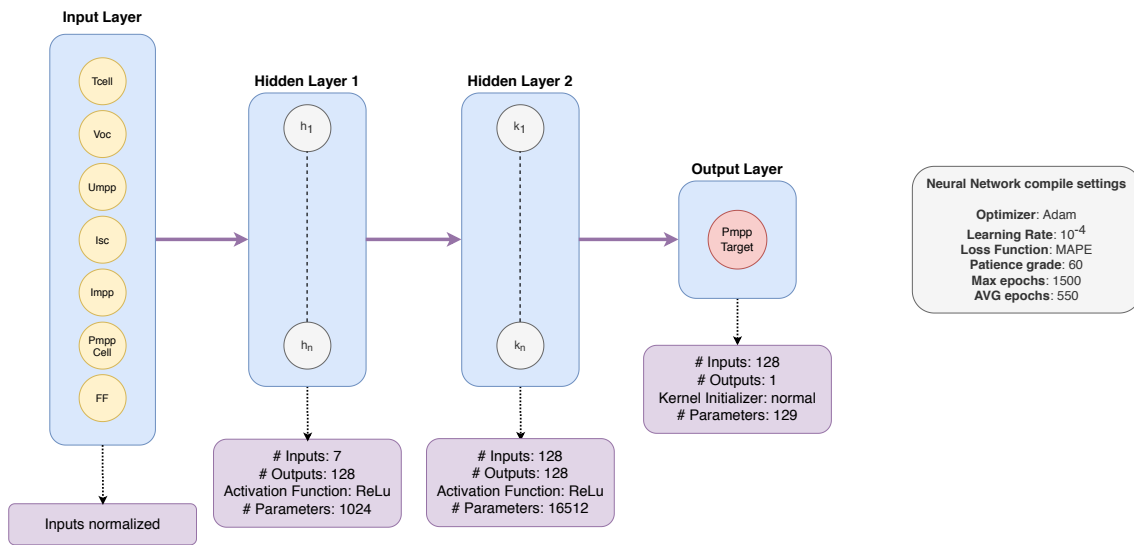 Input Layer
Tcell
Voc
Umpp
Isc
Impp
Pmpp
Cell
FF
Inputs normalized
Hidden Layer 1
h1
hn
# Inputs: 7
# Outputs: 128
Activation Function: ReLu
# Parameters: 1024
Hidden Layer 2
k1
kn
# Inputs: 128
# Outputs: 128
Activation Function: ReLu
# Parameters: 16512
Output Layer
Pmpp
Target
# Inputs: 128
# Outputs: 1
Kernel Initializer: normal
# Parameters: 129
Neural Network compile settings
Optimizer: Adam
Learning Rate: 10^-4
Loss Function: MAPE
Patience grade: 60
Max epochs: 1500
AVG epochs: 550